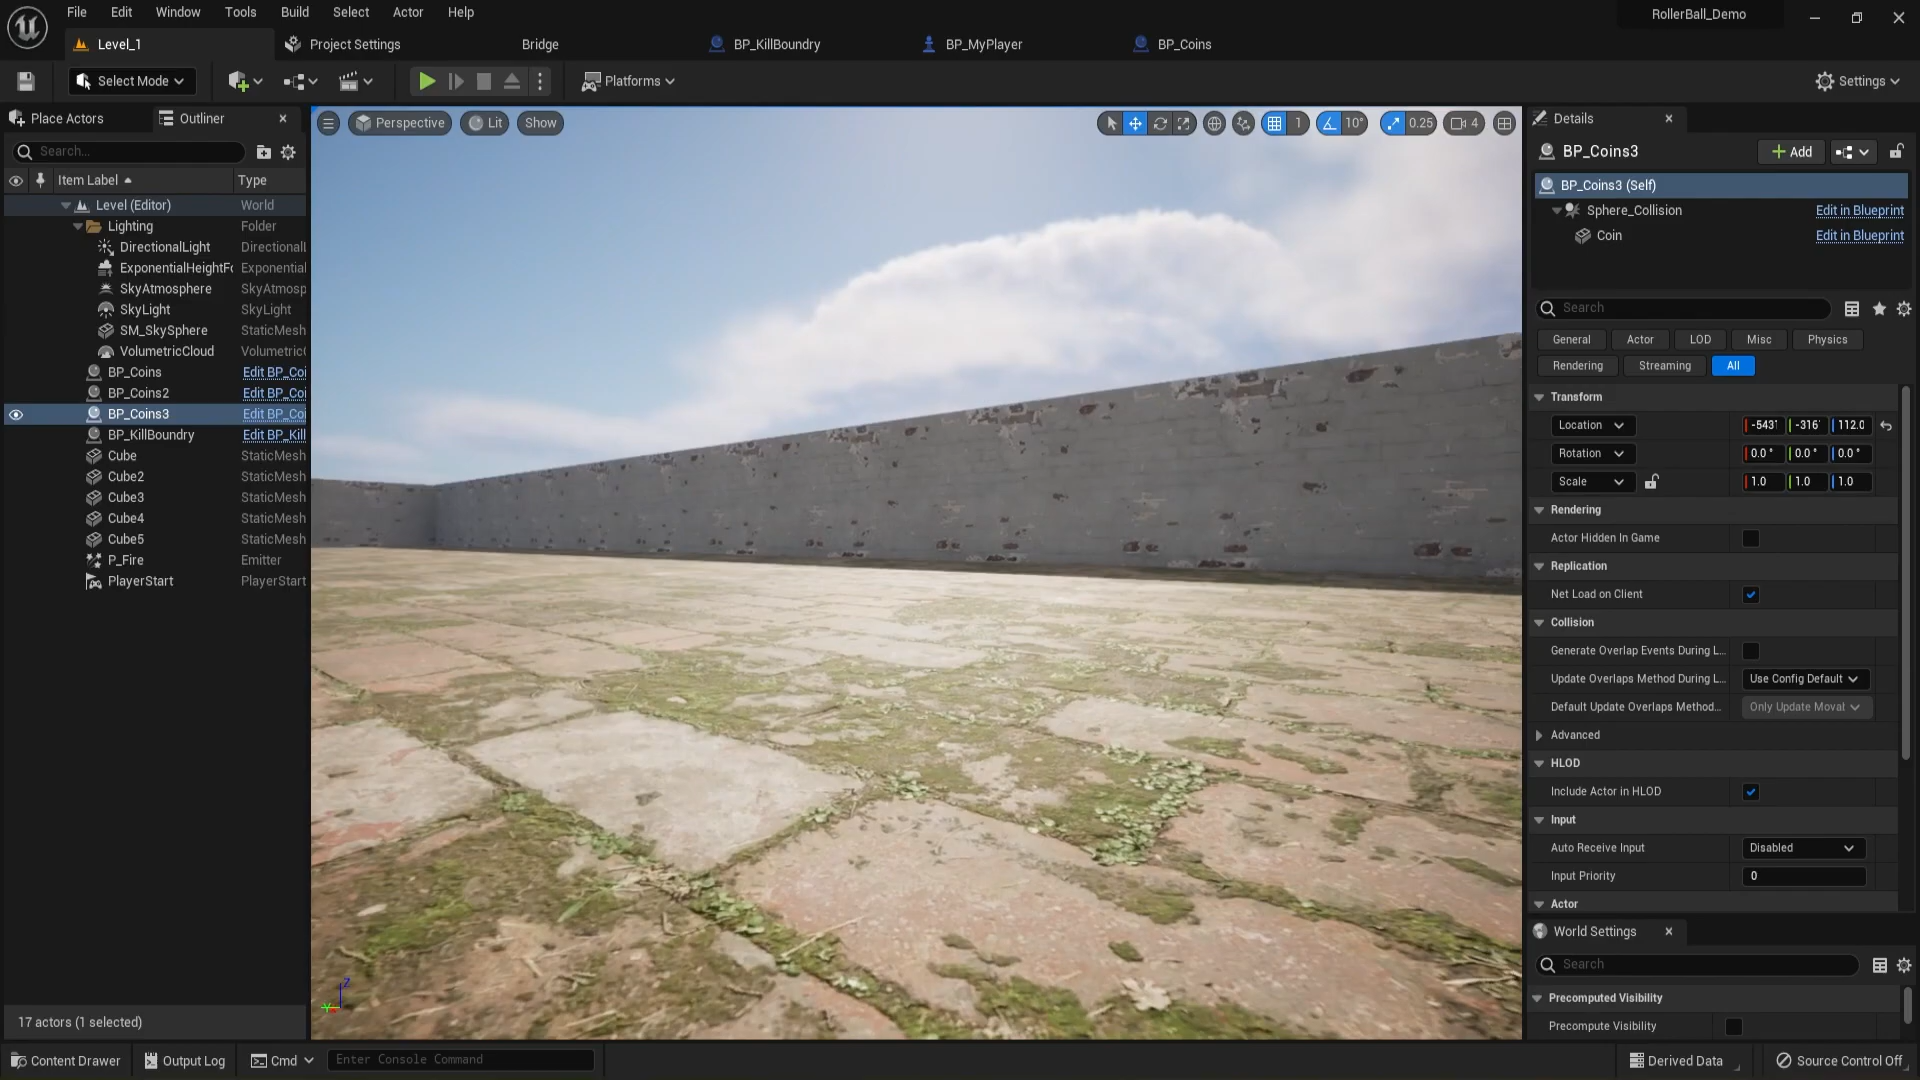 File Edit Window Tools Build Select Actor Help
RollerBall_Demo
Level_1
Project Settings
Bridge
BP_KillBoundry
BP_MyPlayer
BP_Coins
Select Mode
Platforms
Settings
Place Actors
Outliner
Search...
Item Label
Type
Level (Editor) World
Lighting Folder
DirectionalLight Directional
ExponentialHeightFo Exponential
SkyAtmosphere SkyAtmosp
SkyLight SkyLight
SM_SkySphere StaticMesh
VolumetricCloud Volumetric
BP_Coins Edit BP_Coi
BP_Coins2 Edit BP_Coi
BP_Coins3 Edit BP_Coi
BP_KillBoundry Edit BP_Kill
Cube StaticMesh
Cube2 StaticMesh
Cube3 StaticMesh
Cube4 StaticMesh
Cube5 StaticMesh
P_Fire Emitter
PlayerStart PlayerStart
17 actors (1 selected)
Perspective
Lit
Show
1
10°
0.25
4
Z
Y
Details
BP_Coins3
Add
BP_Coins3 (Self)
Sphere_Collision Edit in Blueprint
Coin Edit in Blueprint
Search
General Actor LOD Misc Physics
Rendering Streaming All
Transform
Location -543 -316 112.0
Rotation 0.0 ° 0.0 ° 0.0 °
Scale 1.0 1.0 1.0
Rendering
Actor Hidden In Game
Replication
Net Load on Client
Collision
Generate Overlap Events During L...
Update Overlaps Method During L... Use Config Default
Default Update Overlaps Method... Only Update Movab
Advanced
HLOD
Include Actor in HLOD
Input
Auto Receive Input Disabled
Input Priority 0
Actor
World Settings
Search
Precomputed Visibility
Precompute Visibility
Content Drawer
Output Log
Cmd
Enter Console Command
Derived Data
Source Control Off